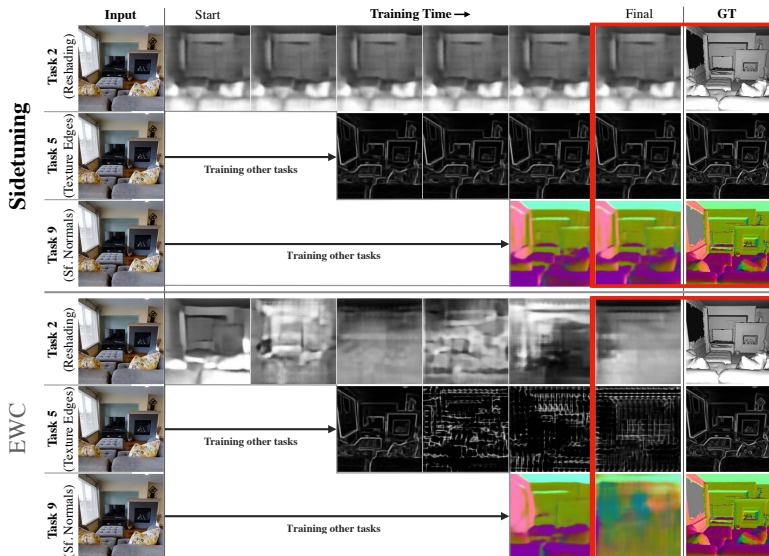 Input Start Training Time → Final GT
Sidetuning
Task 2
(Reshading)
Task 5
(Texture Edges)
Training other tasks
Task 9
(Sf. Normals)
Training other tasks
EWC
Task 2
(Reshading)
Task 5
(Texture Edges)
Training other tasks
Task 9
(Sf. Normals)
Training other tasks